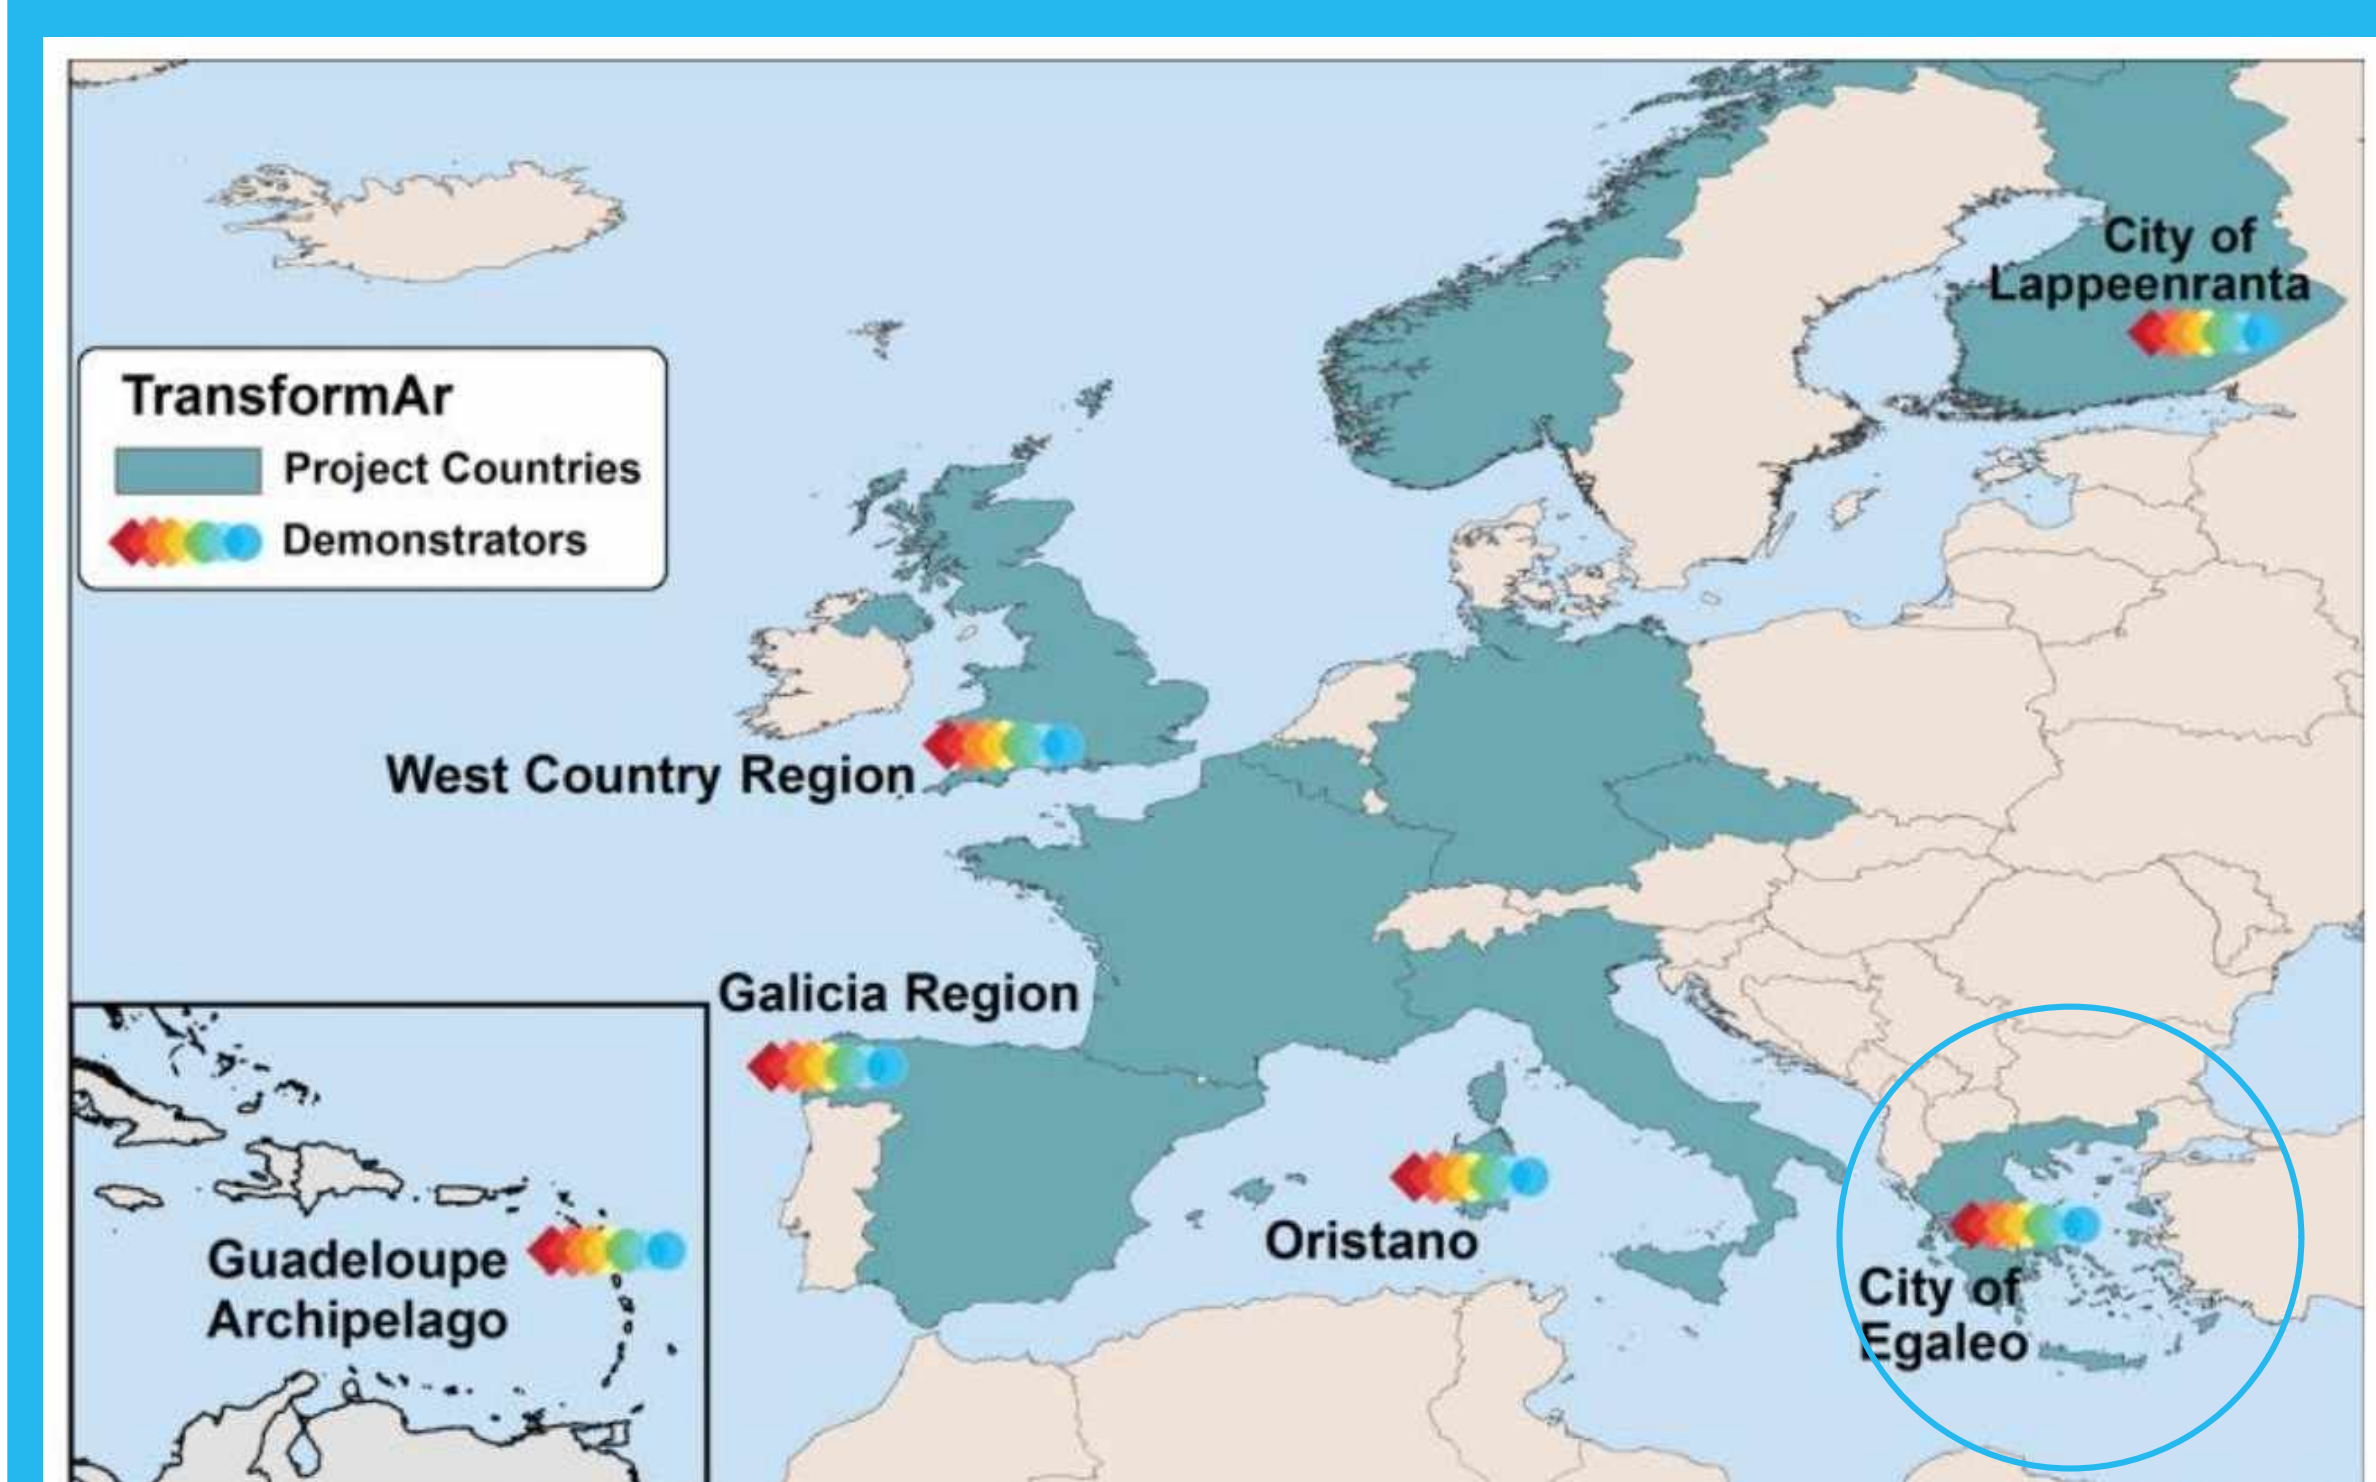 City of
Lappeenranta
TransformAr
Project Countries
Demonstrators
West Country Region
Galicia Region
Guadeloupe
Archipelago
Oristano
City of
Egaleo